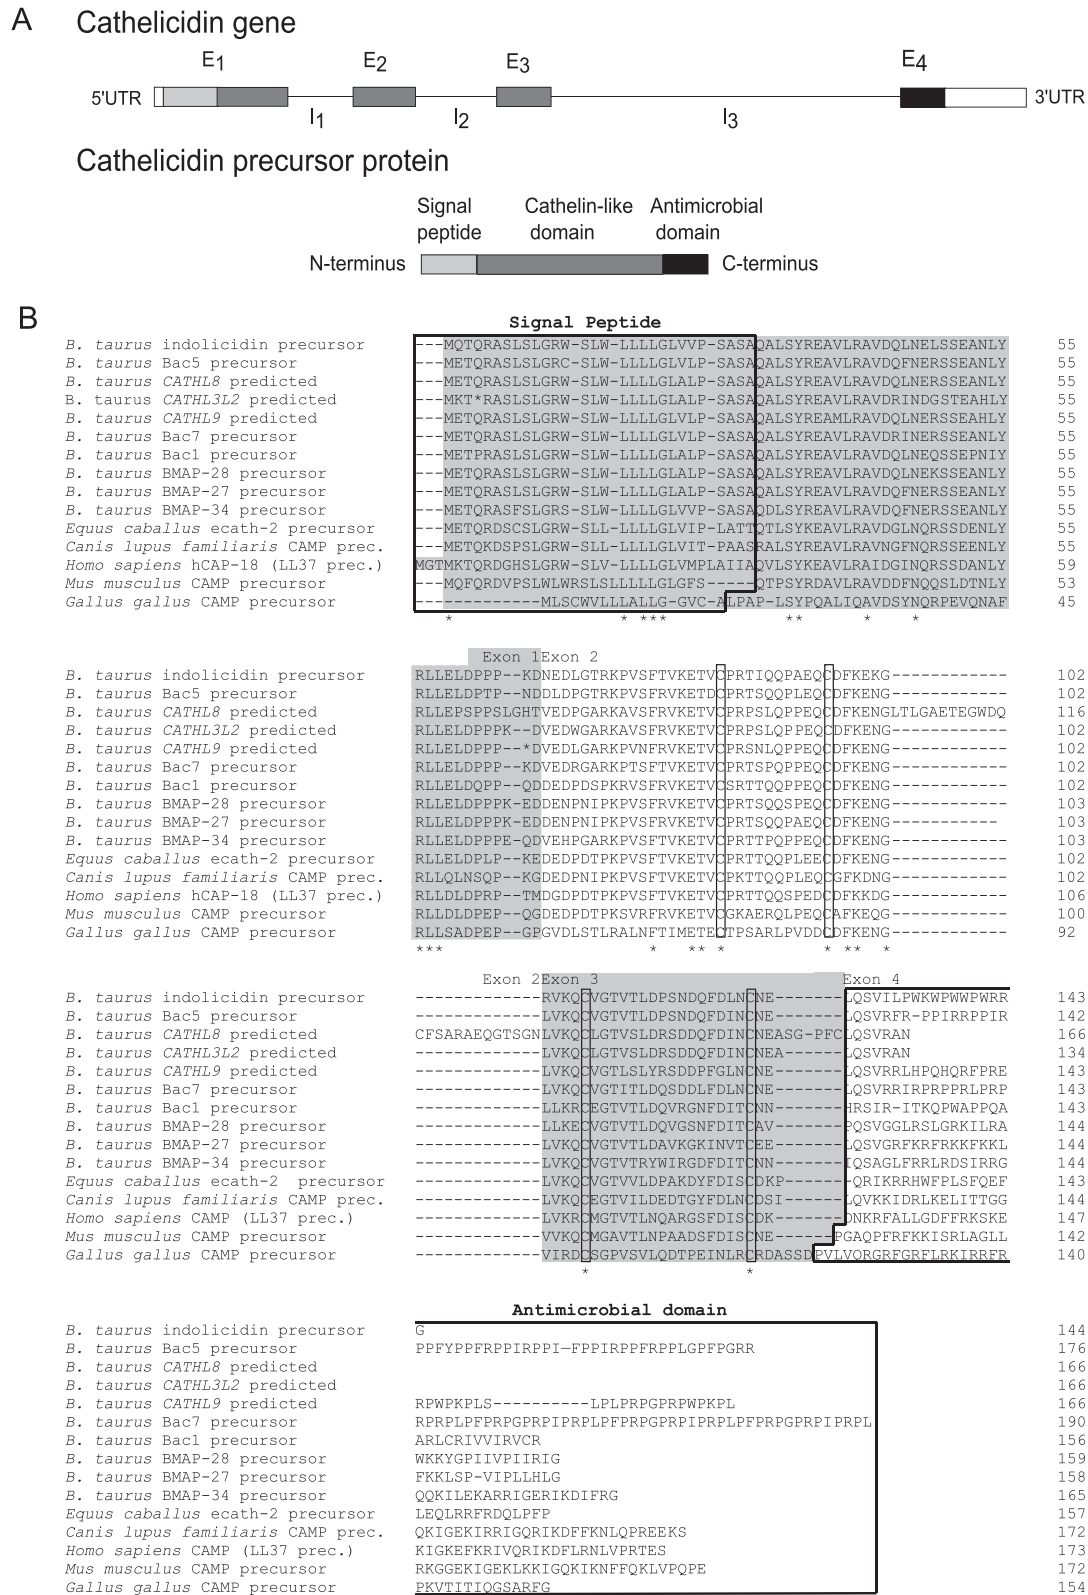 A
Cathelicidin gene
E1 E2 E3 E4
5'UTR 3'UTR
I1 I2 I3
Cathelicidin precursor protein
Signal peptide Cathelin-like domain Antimicrobial domain
N-terminus C-terminus
B
Signal Peptide
B. taurus indolicidin precursor ---MQTQRASLSLGRW-SLW-LLLLGLVVP-SASAQALSYREAVLRAVDQLNELSSEANLY 55
B. taurus Bac5 precursor ---METQRASLSLGRC-SLW-LLLLGLVLP-SASAQALSYREAVLRAVDQFNERSSEANLY 55
B. taurus CATHL8 predicted ---METQRASLSLGRW-SLW-LLLLGLALP-SASAQALSYREAVLRAVDQLNERSSEANLY 55
B. taurus CATHL3L2 predicted ---MKT*RASLSLGRW-SLW-LLLLGLALP-SASAQALSYREAVLRAVDRINDGSTEAHLY 55
B. taurus CATHL9 predicted ---METQRASLSLGRW-SLW-LLLLGLVLP-SASAQALSYREAMLRAVDQLNERSSEAHLY 55
B. taurus Bac7 precursor ---METQRASLSLGRW-SLW-LLLLGLALP-SASAQALSYREAVLRAVDRINERSSEANLY 55
B. taurus Bac1 precursor ---METPRASLSLGRW-SLW-LLLLGLALP-SASAQALSYREAVLRAVDQLNEQSSEPNIY 55
B. taurus BMAP-28 precursor ---METQRASLSLGRW-SLW-LLLLGLALP-SASAQALSYREAVLRAVDQLNEKSSEANLY 55
B. taurus BMAP-27 precursor ---METQRASLSLGRW-SLW-LLLLGLALP-SASAQALSYREAVLRAVDQFNERSSEANLY 55
B. taurus BMAP-34 precursor ---METQRASFSLGRS-SLW-LLLLGLVVP-SASAQDLSYREAVLRAVDQFNERSSEANLY 55
Equus caballus ecath-2 precursor ---METQRDSCSLGRW-SLL-LLLLGLVIP-LATTQTLSYKEAVLRAVDGLNQRSSDENLY 55
Canis lupus familiaris CAMP prec. ---METQKDSPSLGRW-SLL-LLLLGLVIT-PAASRALSYREAVLRAVNGFNQRSSEANLY 55
Homo sapiens hCAP-18 (LL37 prec.) MGTMKTQRDGHSLGRW-SLV-LLLLGLVMPLAIIAQVLSYKEAVLRAIDGINQRSSDANLY 59
Mus musculus CAMP precursor ---MQFQRDVPSLWLWRSLSLLLLLGLGFS-----QTPSYRDAVLRAVDDFNQQSLDTNLY 53
Gallus gallus CAMP precursor -------------MLSCWVLLLALLG-GVCALPAP-LSYPQALIQAVDSYNQRPEVQNAF 45
* * *** ** * *
Exon 1 Exon 2
B. taurus indolicidin precursor RLLELDPPP--KDNEDLGTRKPVSFTVKETVCPRTIQQPAEQCDFKEKG------------ 102
B. taurus Bac5 precursor RLLELDPTP--NDDLDPGTRKPVSFRVKETDCPRTSQQPLEQCDFKENG------------ 102
B. taurus CATHL8 predicted RLLEPSPPSLGHTVEDPGARKAVSFRVKETVCPRPSLQPPEQCDFKENGLTLGAETEGWDQ 116
B. taurus CATHL3L2 predicted RLLELDPPPK--DVEDWGARKPVSFRVKETVCPRPSLQPPEQCDFKENG------------ 102
B. taurus CATHL9 predicted RLLELDPPP--*DVEDLGARKPVNFRVKETVCPRSNLQPPEQCDFKENG------------ 102
B. taurus Bac7 precursor RLLELDPPP--KDVEDRGARKPTSFTVKETVCPRTSPQPPEQCDFKENG------------ 102
B. taurus Bac1 precursor RLLELDQPP--QDDEDPDSPKRVSFRVKETVCSRTTQQPPEQCDFKENG------------ 102
B. taurus BMAP-28 precursor RLLELDPPPK-EDDENPNIPKPVSFRVKETVCPRTSQQSPEQCDFKENG------------ 103
B. taurus BMAP-27 precursor RLLELDPPPK-EDDENPNIPKPVSFRVKETVCPRTSQQPAEQCDFKENG----------- 103
B. taurus BMAP-34 precursor RLLELDPPPE-QDVEHPGARKPVSFTVKETVCPRTTPQPPEQCDFKENG------------ 103
Equus caballus ecath-2 precursor RLLELDPLP--KEDEDPDTPKPVSFTVKETVCPRTTQQPLEECDFKENG------------ 102
Canis lupus familiaris CAMP prec. RLLQLNSQP--KGDEDPNIPKPVSFTVKETVCPKTTQQPLEQCGFKDNG------------ 102
Homo sapiens hCAP-18 (LL37 prec.) RLLDLDPRP--TMDGDPDTPKPVSFTVKETVCPRTTQQSPEDCDFKKDG------------ 106
Mus musculus CAMP precursor RLLDLDPEP--QGDEDPDTPKSVRFRVKETVCGKAERQLPEQCAFKEQG------------ 100
Gallus gallus CAMP precursor RLLSADPEP--GPGVDLSTLRALNFTIMETECTPSARLPVDDCDFKENG------------ 92
*** * ** * * ** *
Exon 2 Exon 3 Exon 4
B. taurus indolicidin precursor -------------RVKQCVGTVTLDPSNDQFDLNCNE-------LQSVILPWKWPWWPWRR 143
B. taurus Bac5 precursor -------------LVKQCVGTVTLDPSNDQFDINCNE-------LQSVRFR-PPIRRPPIR 142
B. taurus CATHL8 predicted CFSARAEQGTSGNLVKQCLGTVSLDRSDDQFDINCNEASG-PFCLQSVRAN 166
B. taurus CATHL3L2 predicted -------------LVKQCLGTVTLDRSDDQFDINCNEA------LQSVRAN 134
B. taurus CATHL9 predicted -------------LVKQCVGTLSLYRSDDPFGLNCNE-------LQSVRRLHPQHQRFPRE 143
B. taurus Bac7 precursor -------------LVKQCVGTITLDQSDDLFDLNCNE-------LQSVRRIRPRPPRLPRP 143
B. taurus Bac1 precursor -------------LLKRCEGTVTLDQVRGNFDITCNN-------HRSIR-ITKQPWAPPQA 143
B. taurus BMAP-28 precursor -------------LLKECVGTVTLDQVGSNFDITCAV-------PQSVGGLRSLGRKILRA 144
B. taurus BMAP-27 precursor -------------LVKQCVGTVTLDAVKGKINVTCEE-------LQSVGRFKRFRKKFKKL 144
B. taurus BMAP-34 precursor -------------LVKQCVGTVTRYWIRGDFDITCNN-------IQSAGLFRRLRDSIRRG 144
Equus caballus ecath-2 precursor -------------LVKQCVGTVVLDPAKDYFDISCDKP------QRIKRRHWFPLSFQEF 143
Canis lupus familiaris CAMP prec. -------------LVKQCEGTVILDEDTGYFDLNCDSI------LQVKKIDRLKELITTGG 144
Homo sapiens CAMP (LL37 prec.) -------------LVKRCMGTVTLNQARGSFDISCDK-------DNKRFALLGDFFRKSKE 147
Mus musculus CAMP precursor -------------VVKQCMGAVTLNPAADSFDISCNE------PGAQPFRFKKISRLAGLL 142
Gallus gallus CAMP precursor -------------VIRDCSGPVSVLQDTPEINLRCRDASSDPVLVQRGRFGRFLRKIRRFR 140
* *
Antimicrobial domain
B. taurus indolicidin precursor G 144
B. taurus Bac5 precursor PPFYPPFRPPIRPPI-FPPIRPPFRPPLGPFPGRR 176
B. taurus CATHL8 predicted 166
B. taurus CATHL3L2 predicted 166
B. taurus CATHL9 predicted RPWPKPLS----------LPLPRPGPRPWPKPL 166
B. taurus Bac7 precursor RPRPLPFPRPGPRPIPRPLPFPRPGPRPIPRPLPFPRPGPRPIPRPL 190
B. taurus Bac1 precursor ARLCRIVVIRVCR 156
B. taurus BMAP-28 precursor WKKYGPIIVPIIRIG 159
B. taurus BMAP-27 precursor FKKLSP-VIPLLHLG 158
B. taurus BMAP-34 precursor QQKILEKARRIGERIKDIFRG 165
Equus caballus ecath-2 precursor LEQLRRFRDQLPFP 157
Canis lupus familiaris CAMP prec. QKIGEKIRRIGQRIKDFFKNLQPREEKS 172
Homo sapiens CAMP (LL37 prec.) KIGKEFKRIVQRIKDFLRNLVPRTES 173
Mus musculus CAMP precursor RKGGEKIGEKLKKIGQKIKNFFQKLVPQPE 172
Gallus gallus CAMP precursor PKVTITIQGSARFG 154